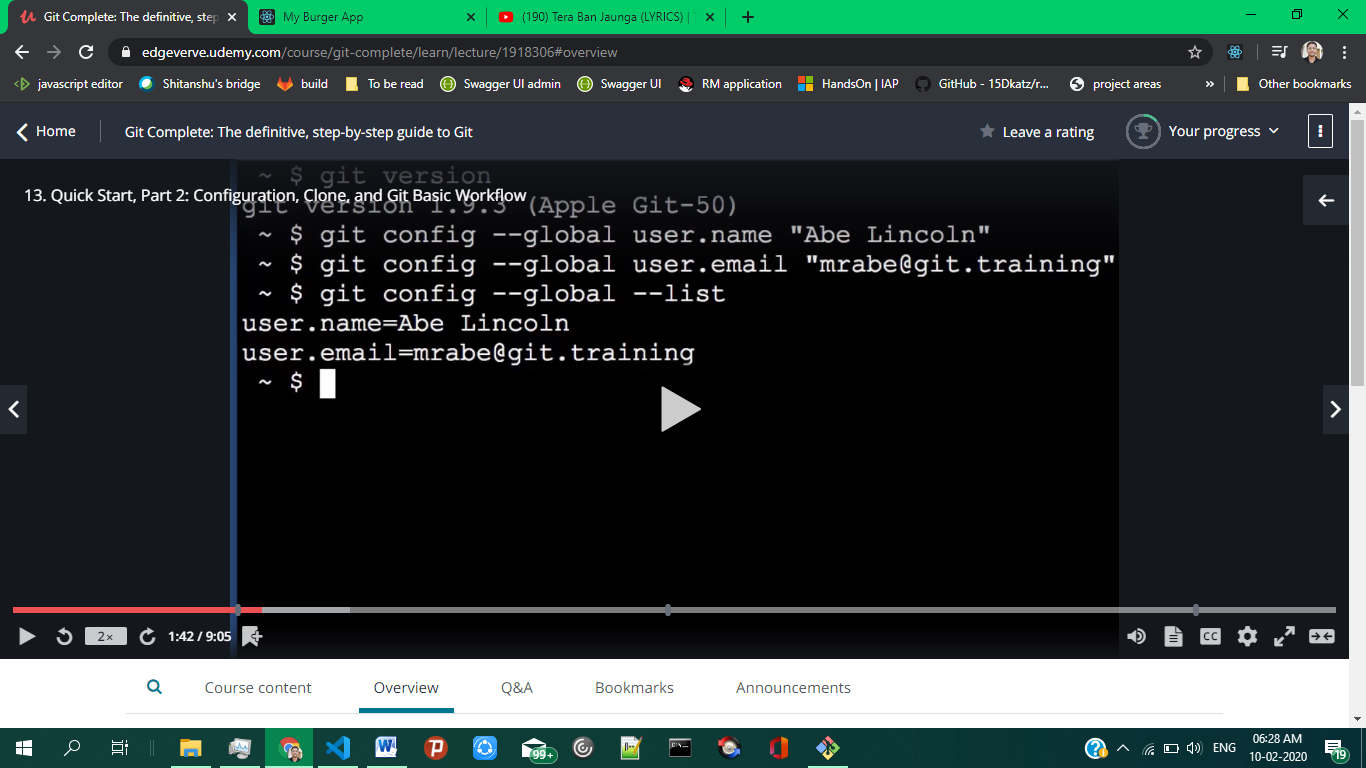 Git Complete: The definitive, step
My Burger App
(190) Tera Ban Jaunga (LYRICS) |
edgeverve.udemy.com/course/git-complete/learn/lecture/1918306#overview
javascript editor
Shitanshu's bridge
build
To be read
Swagger UI admin
Swagger UI
RM application
HandsOn | IAP
GitHub - 15Dkatz/r...
project areas
»
Other bookmarks
Home
Git Complete: The definitive, step-by-step guide to Git
Leave a rating
Your progress
~ $ git version
13. Quick Start, Part 2: Configuration, Clone, and Git Basic Workflow
git version 1.9.3 (Apple Git-50)
~ $ git config --global user.name "Abe Lincoln"
~ $ git config --global user.email "mrabe@git.training"
~ $ git config --global --list
user.name=Abe Lincoln
user.email=mrabe@git.training
~ $
2×
1:42 / 9:05
CC
Course content
Overview
Q&A
Bookmarks
Announcements
99+
ENG
06:28 AM
10-02-2020
19